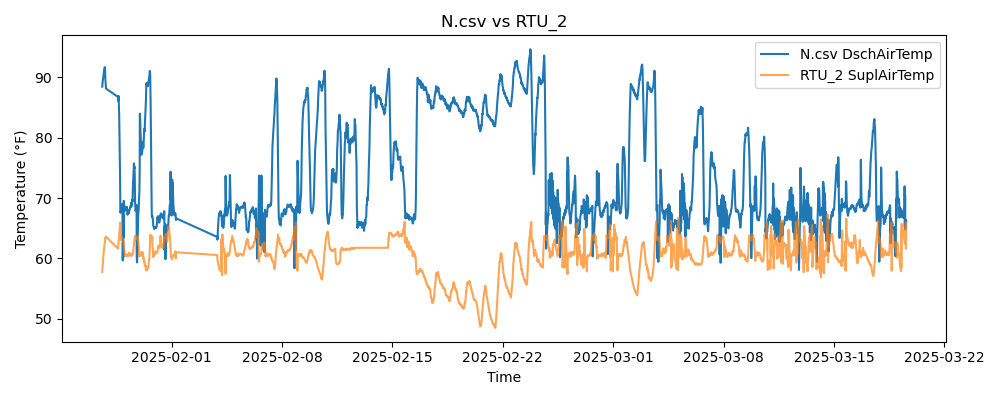 N.csv vs RTU_2
N.csv DschAirTemp
RTU_2 SuplAirTemp
Temperature (°F)
90
80
70
60
50
2025-02-01
2025-02-08
2025-02-15
2025-02-22
2025-03-01
2025-03-08
2025-03-15
2025-03-22
Time